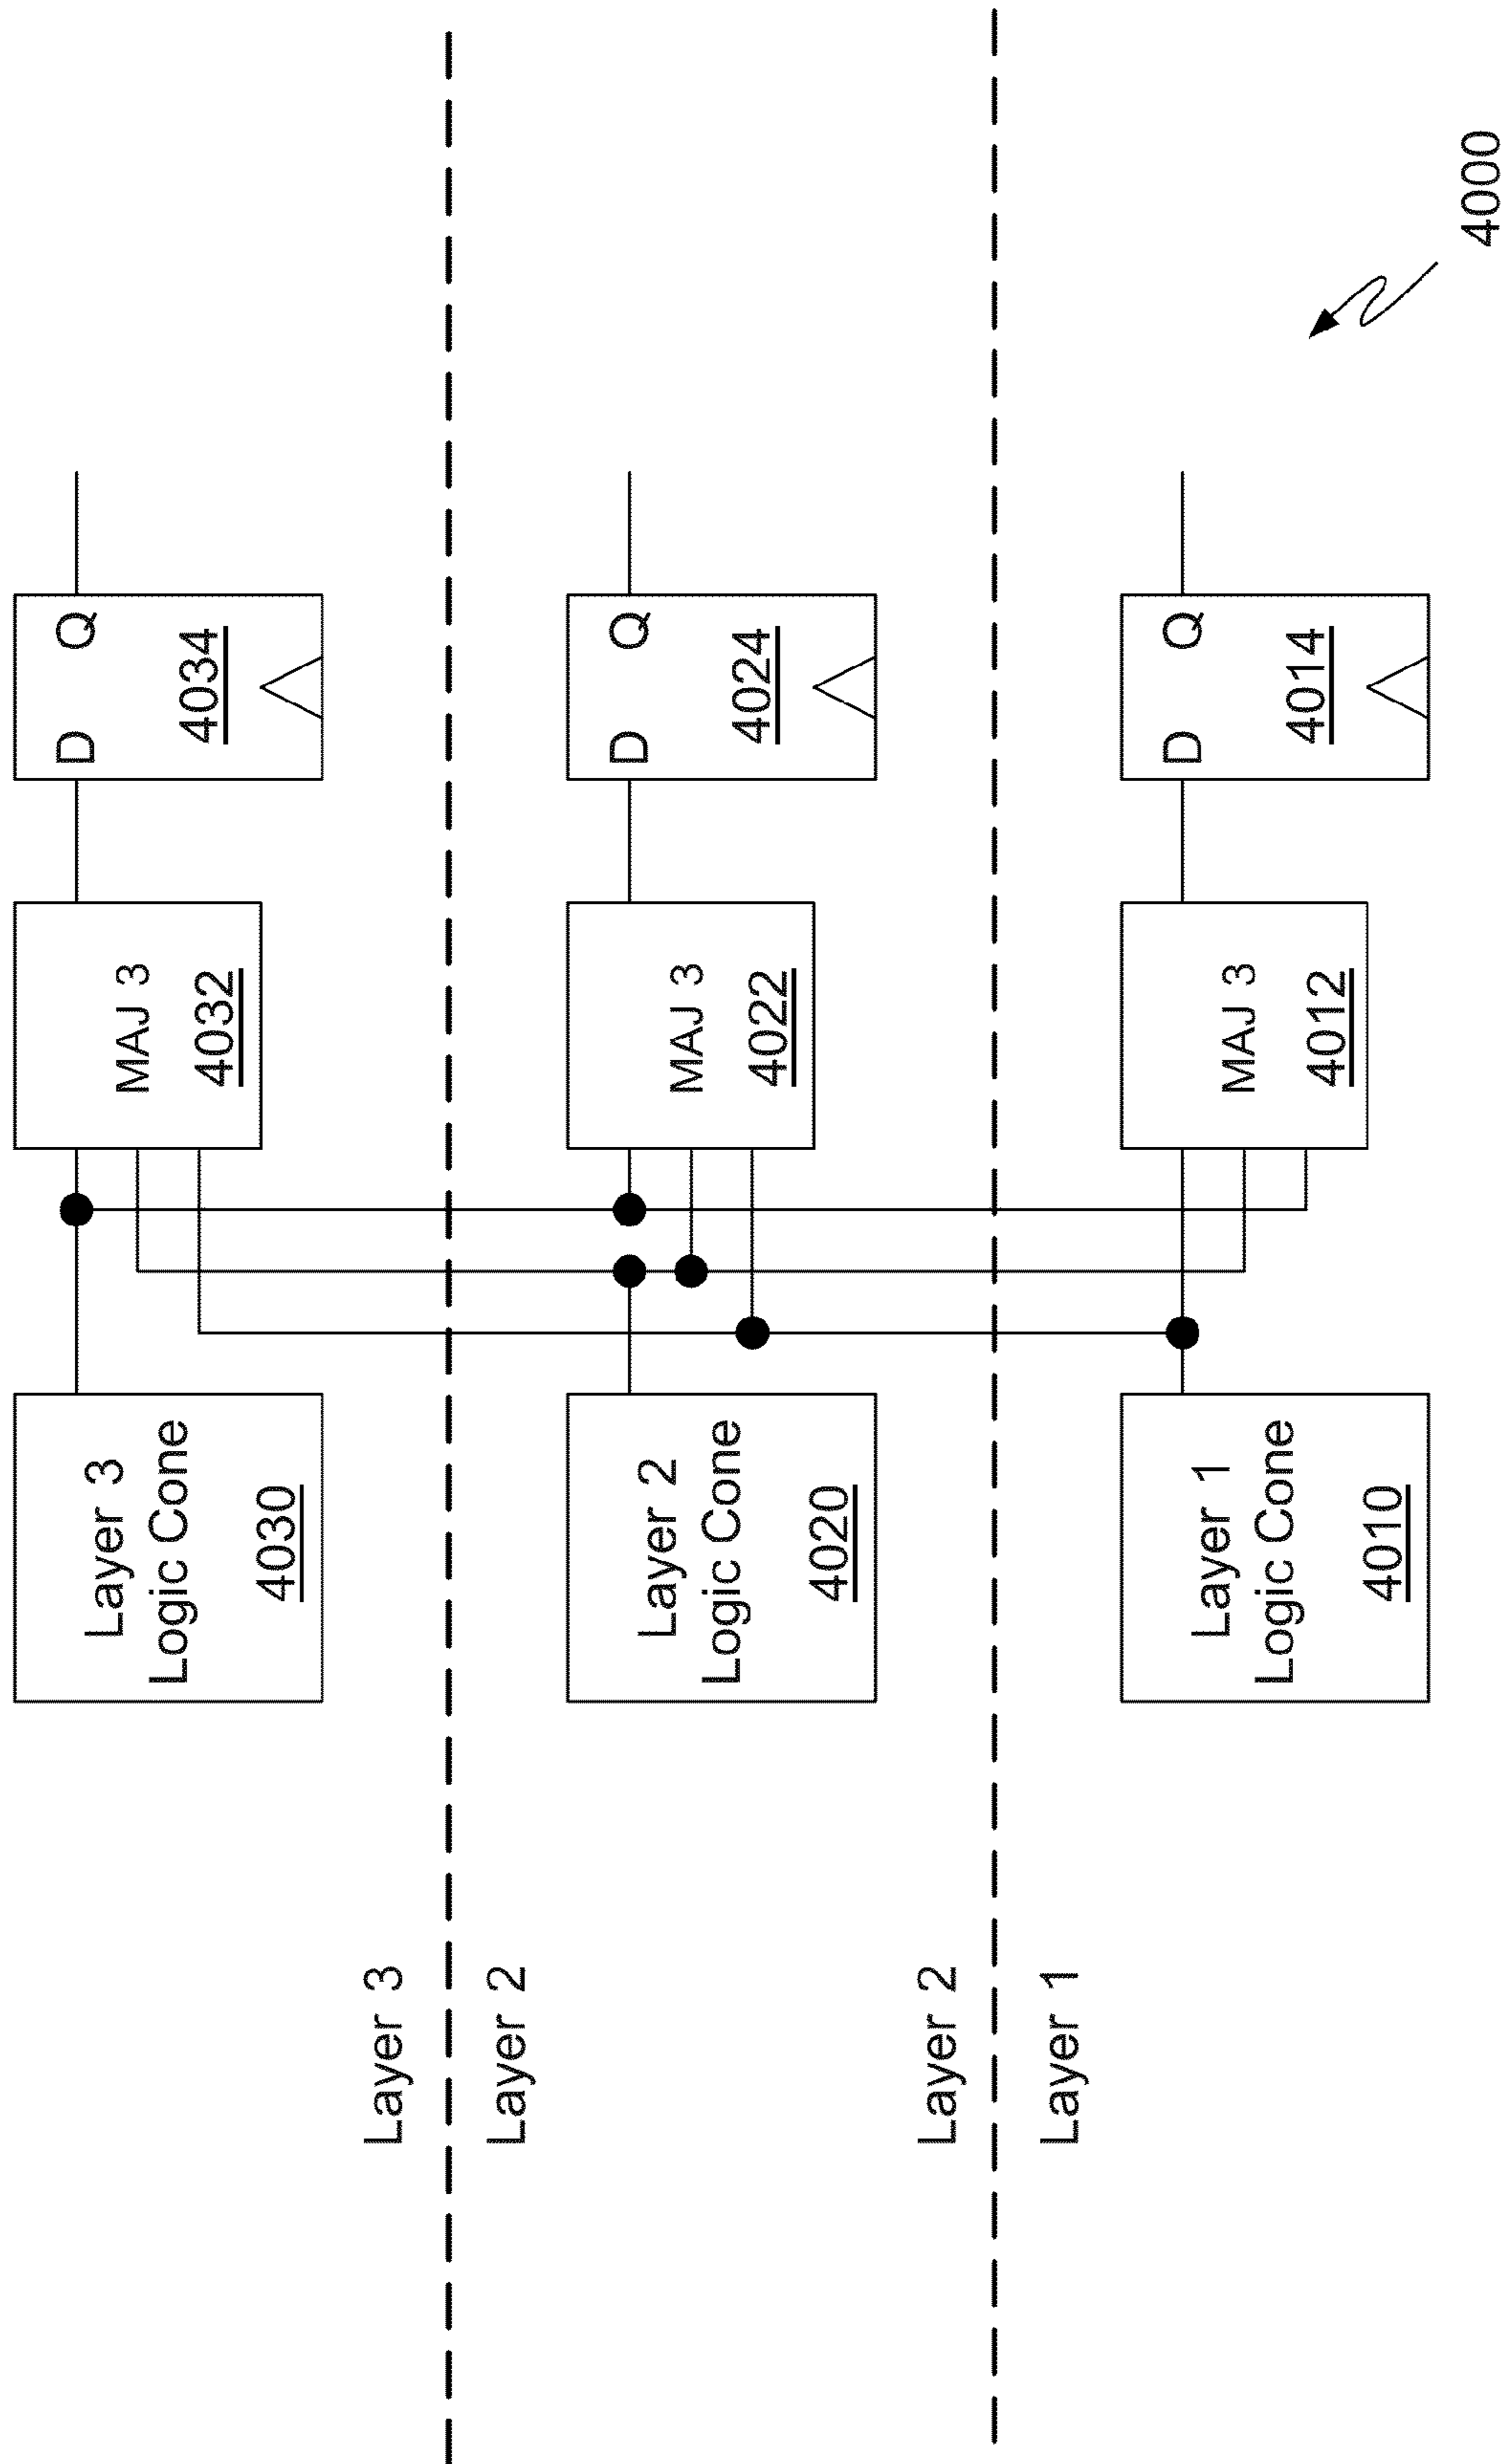 Layer 3
Logic Cone
4030
MAJ 3
4032
D Q
4034
Layer 3
Layer 2
Layer 2
Logic Cone
4020
MAJ 3
4022
D Q
4024
Layer 2
Layer 1
Layer 1
Logic Cone
4010
MAJ 3
4012
D Q
4014
4000